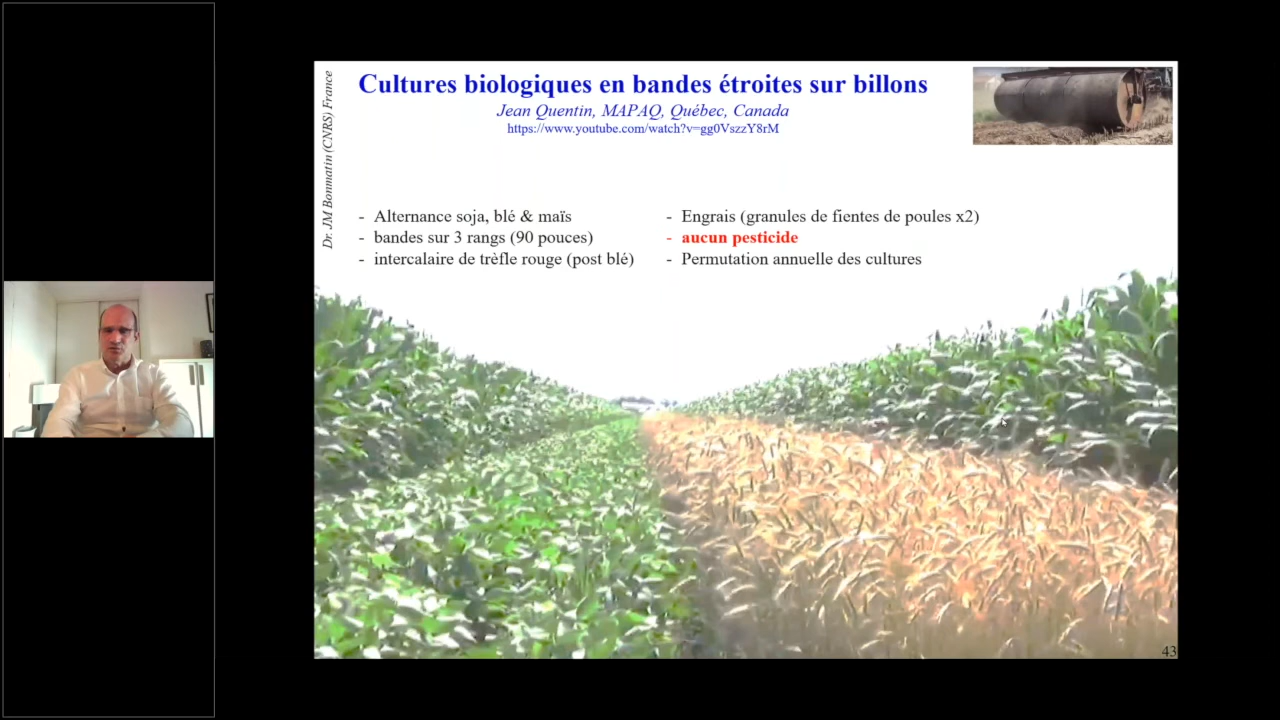 Cultures biologiques en bandes étroites sur billons
Jean Quentin, MAPAQ, Québec, Canada
https://www.youtube.com/watch?v=gg0VszzY8rM
Dr. JM Bonmatin (CNRS) France
- Alternance soja, blé & maïs
- bandes sur 3 rangs (90 pouces)
- intercalaire de trèfle rouge (post blé)
- Engrais (granules de fientes de poules x2)
- aucun pesticide
- Permutation annuelle des cultures
43